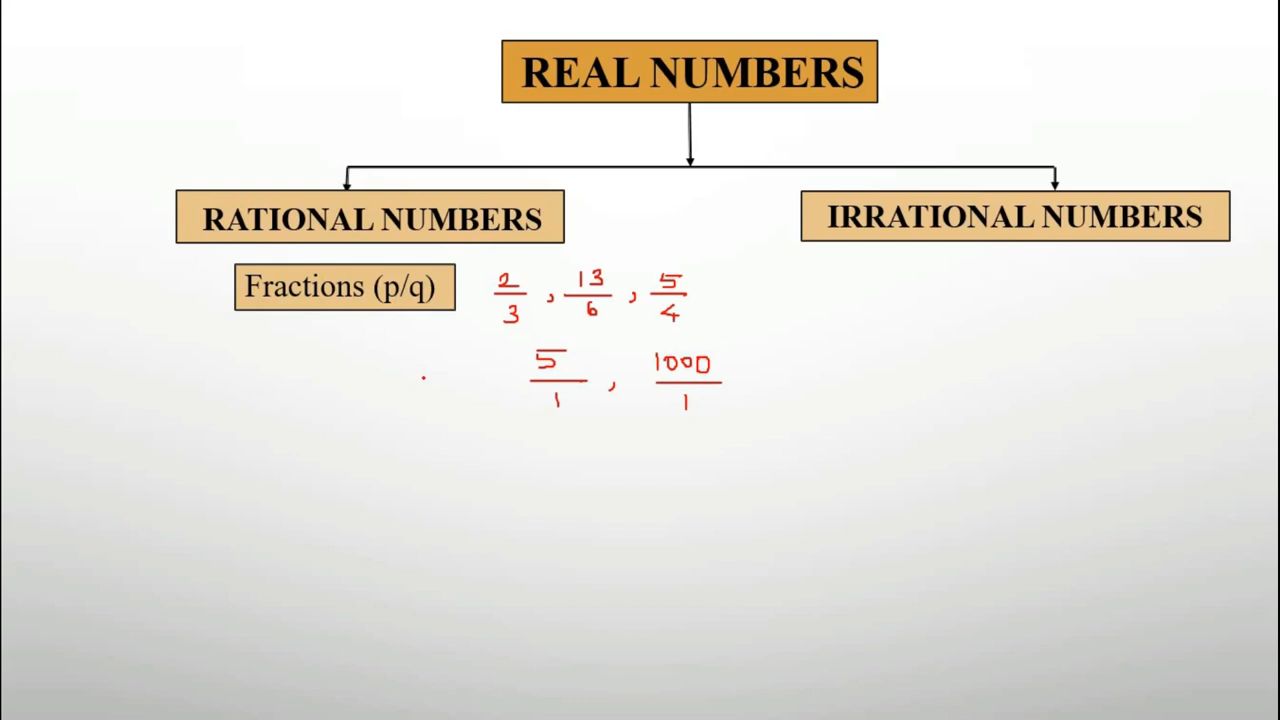 REAL NUMBERS
RATIONAL NUMBERS
IRRATIONAL NUMBERS
Fractions (p/q)
2/3 , 13/6 , 5/4
5/1 , 1000/1